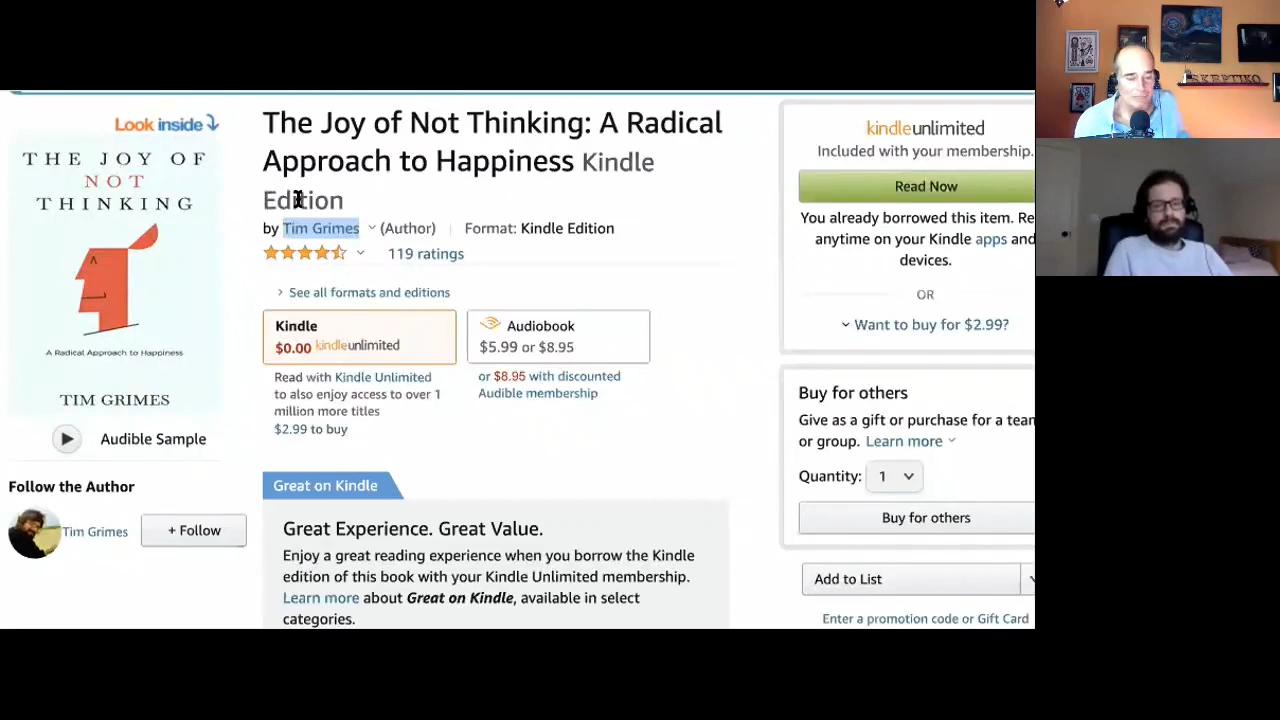 Look inside
THE JOY OF
NOT
THINKING
A Radical Approach to Happiness
TIM GRIMES
Audible Sample
Follow the Author
Tim Grimes
+ Follow
The Joy of Not Thinking: A Radical
Approach to Happiness Kindle
Edition
by Tim Grimes (Author) Format: Kindle Edition
119 ratings
See all formats and editions
Kindle
$0.00 kindleunlimited
Read with Kindle Unlimited
to also enjoy access to over 1
million more titles
$2.99 to buy
Audiobook
$5.99 or $8.95
or $8.95 with discounted
Audible membership
Great on Kindle
Great Experience. Great Value.
Enjoy a great reading experience when you borrow the Kindle
edition of this book with your Kindle Unlimited membership.
Learn more about Great on Kindle, available in select
categories.
kindleunlimited
Included with your membership.
Read Now
You already borrowed this item. Re
anytime on your Kindle apps and
devices.
OR
Want to buy for $2.99?
Buy for others
Give as a gift or purchase for a team
or group. Learn more
Quantity: 1
Buy for others
Add to List
Enter a promotion code or Gift Card
SKEPTIKO